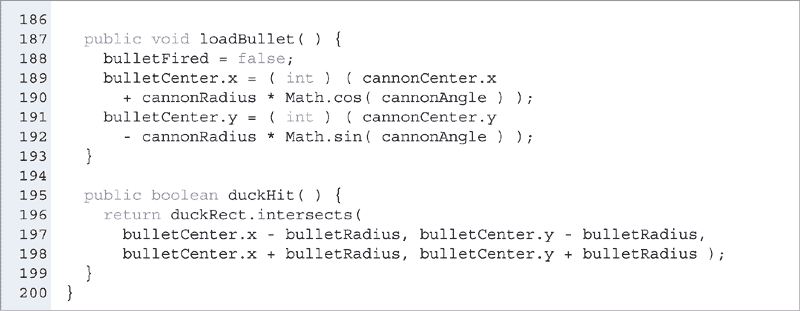 186
187 public void loadBullet( ) {
188 bulletFired = false;
189 bulletCenter.x = ( int ) ( cannonCenter.x
190 + cannonRadius * Math.cos( cannonAngle ) );
191 bulletCenter.y = ( int ) ( cannonCenter.y
192 - cannonRadius * Math.sin( cannonAngle ) );
193 }
194
195 public boolean duckHit( ) {
196 return duckRect.intersects(
197 bulletCenter.x - bulletRadius, bulletCenter.y - bulletRadius,
198 bulletCenter.x + bulletRadius, bulletCenter.y + bulletRadius );
199 }
200 }